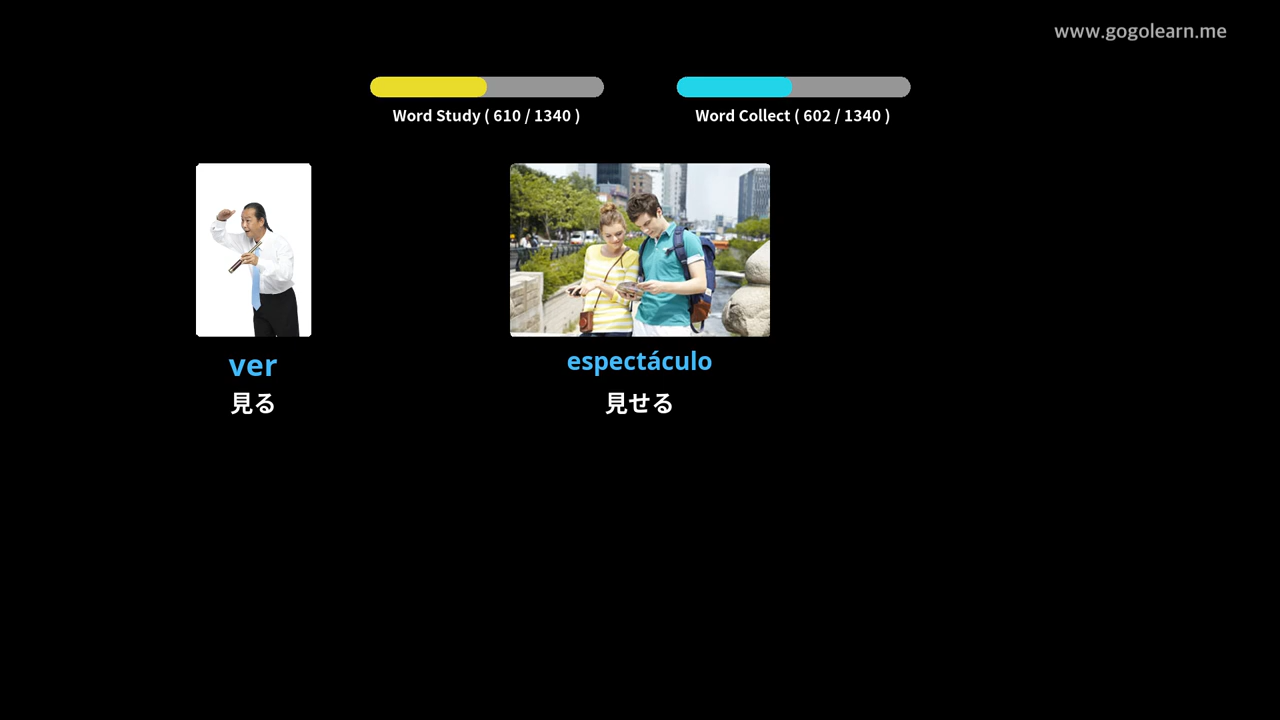 www.gogolearn.me
Word Study ( 610 / 1340 )
Word Collect ( 602 / 1340 )
ver
見る
espectáculo
見せる